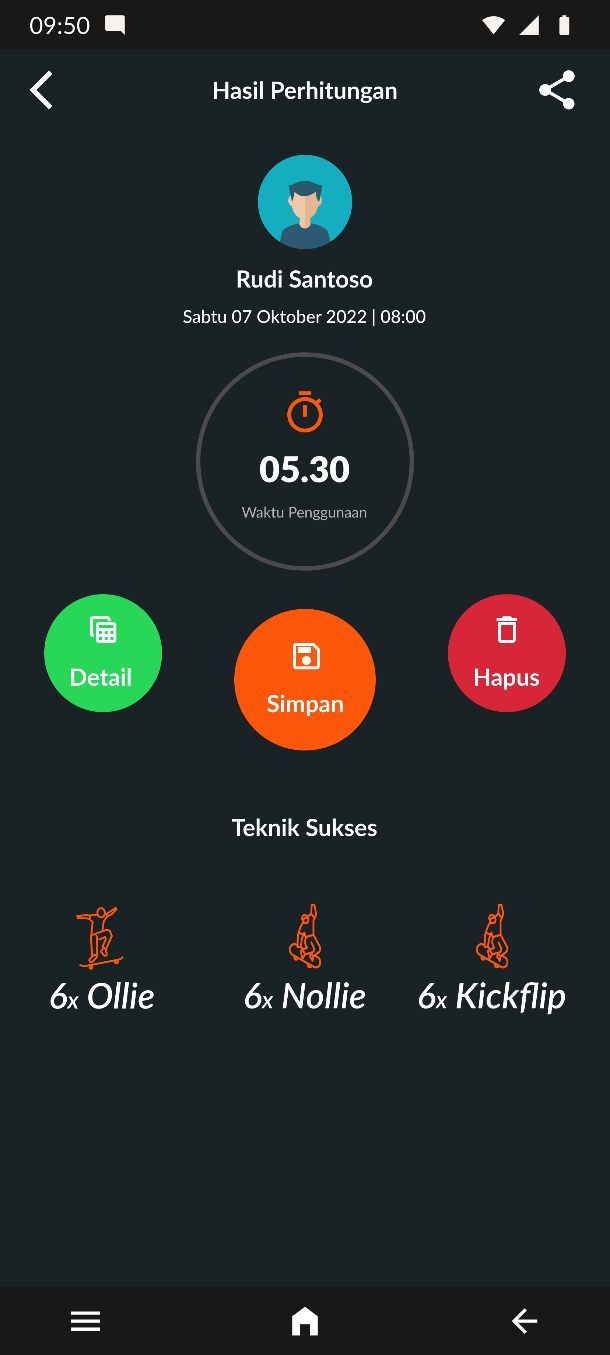 09:50
Hasil Perhitungan
Rudi Santoso
Sabtu 07 Oktober 2022 | 08:00
05.30
Waktu Penggunaan
Detail
Simpan
Hapus
Teknik Sukses
6x Ollie
6x Nollie
6x Kickflip